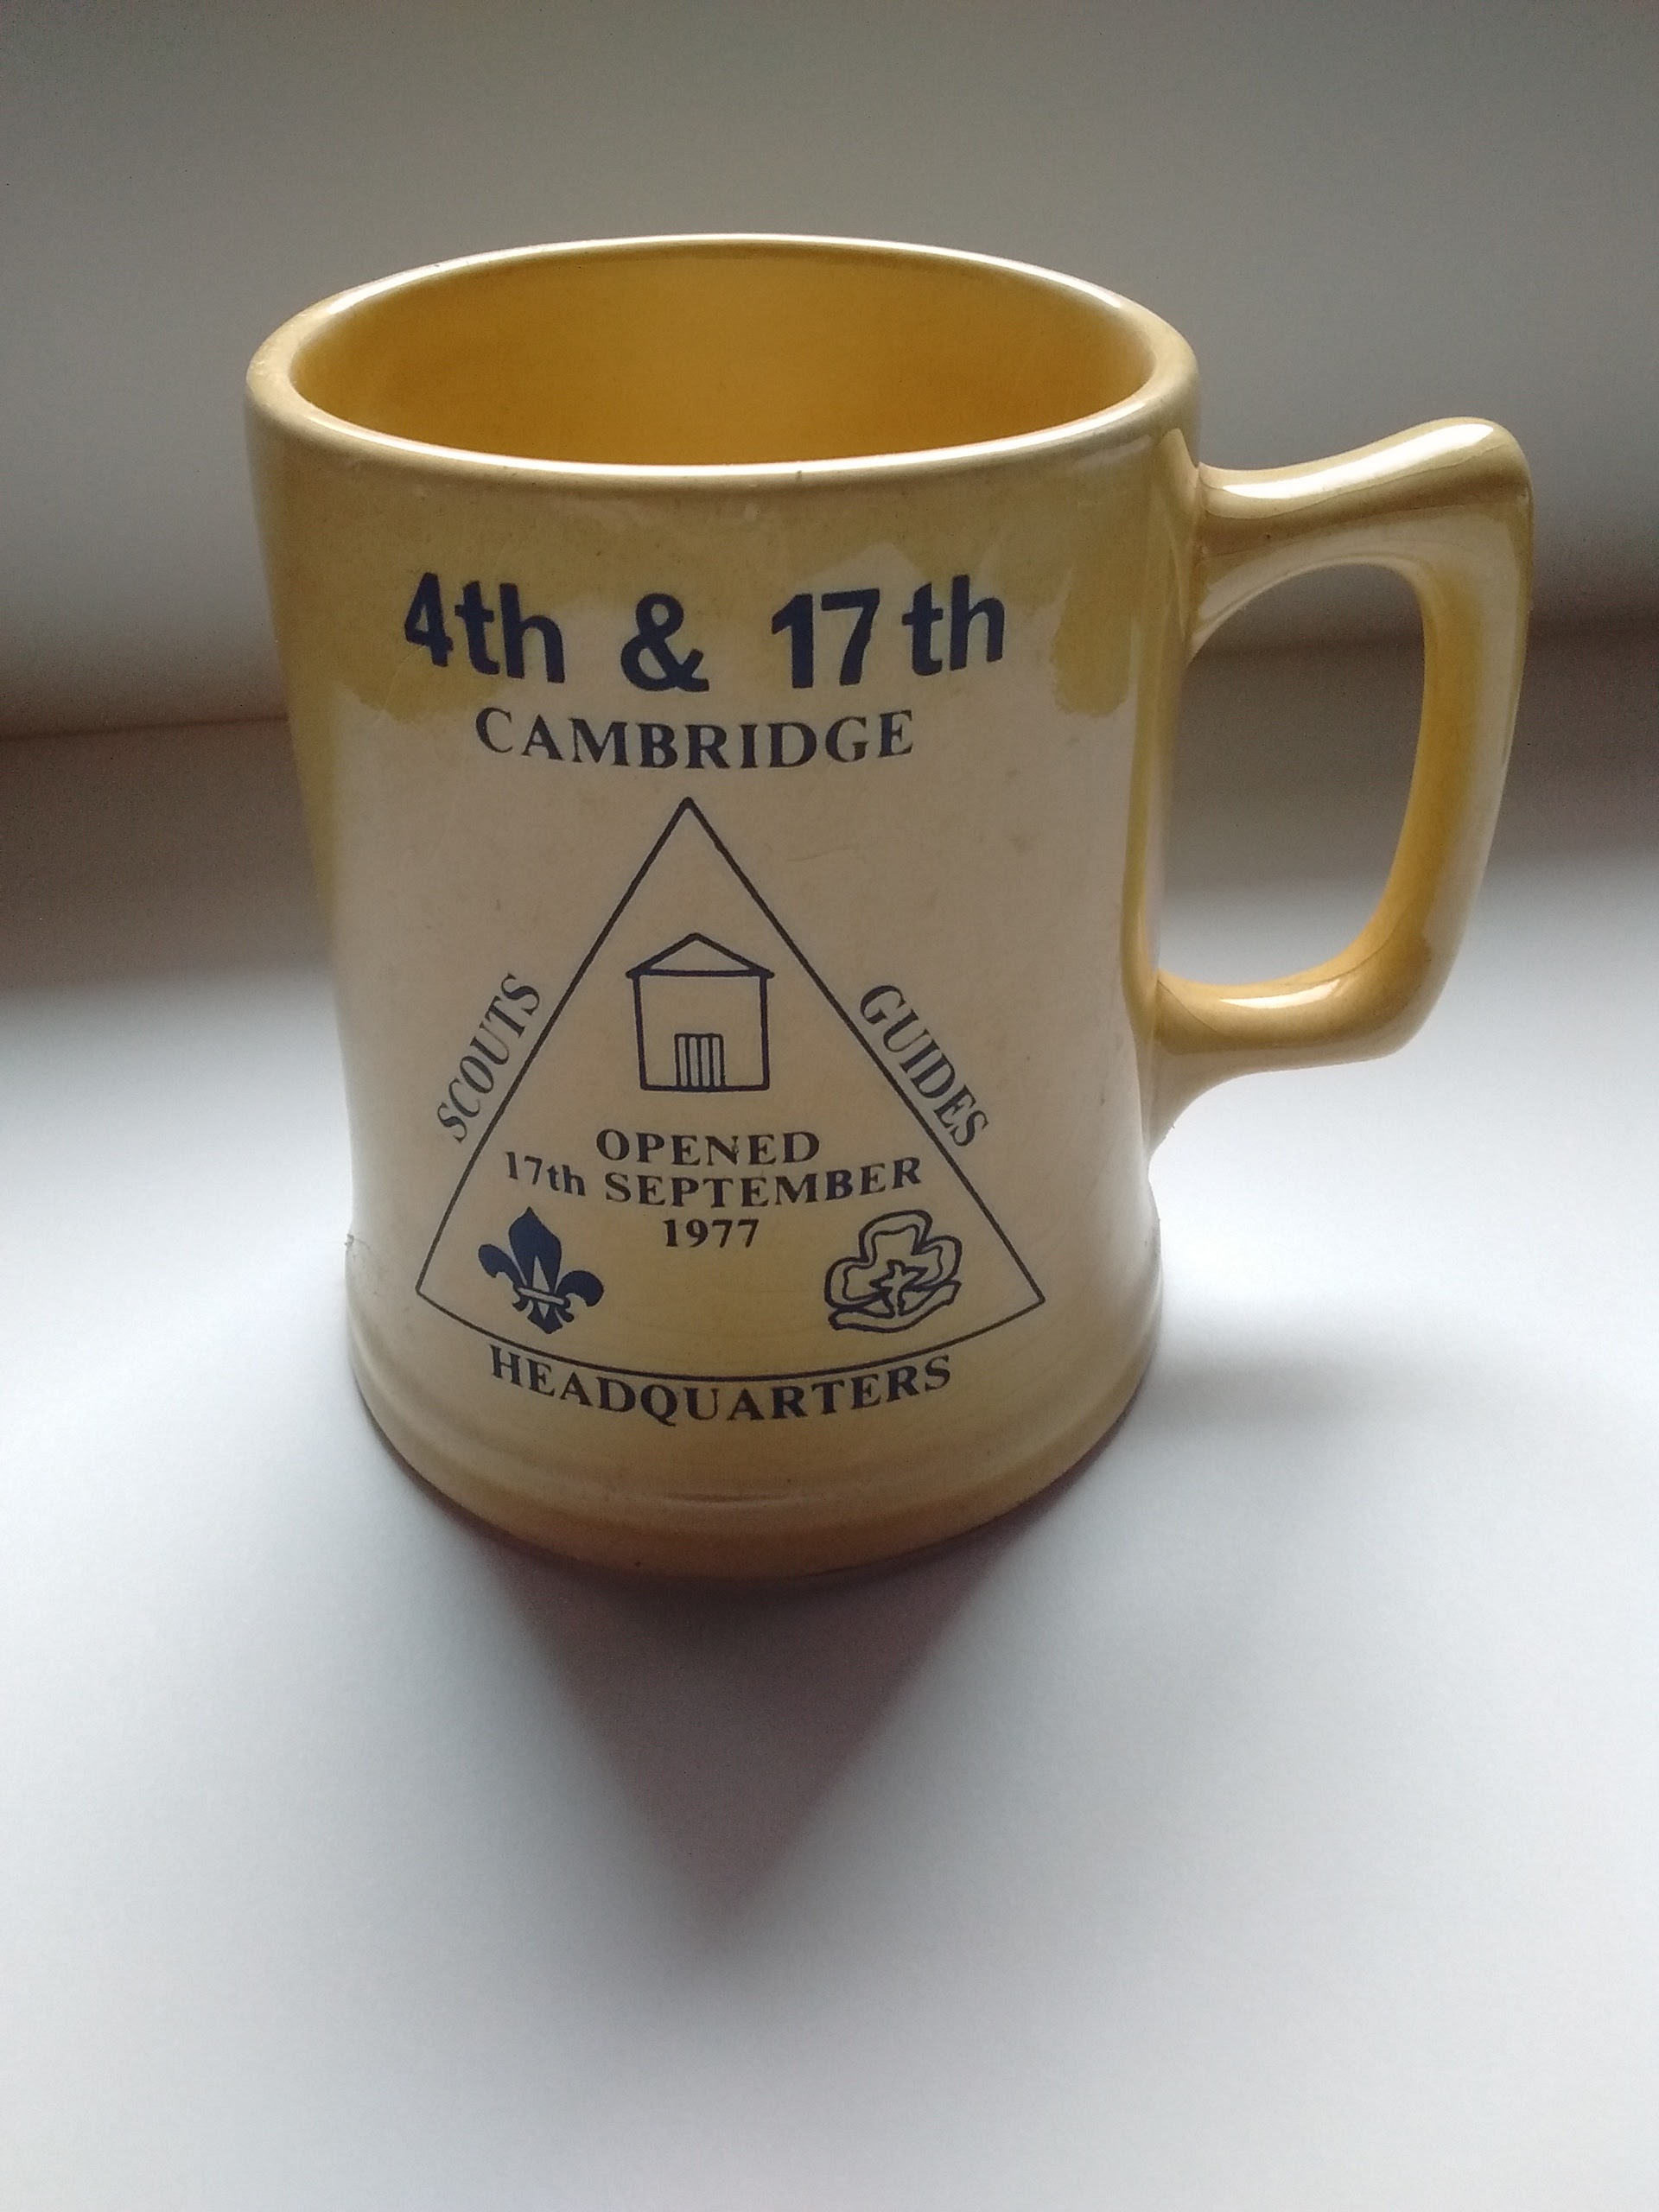 4th & 17th
CAMBRIDGE
SCOUTS
GUIDES
OPENED
17th SEPTEMBER
1977
HEADQUARTERS